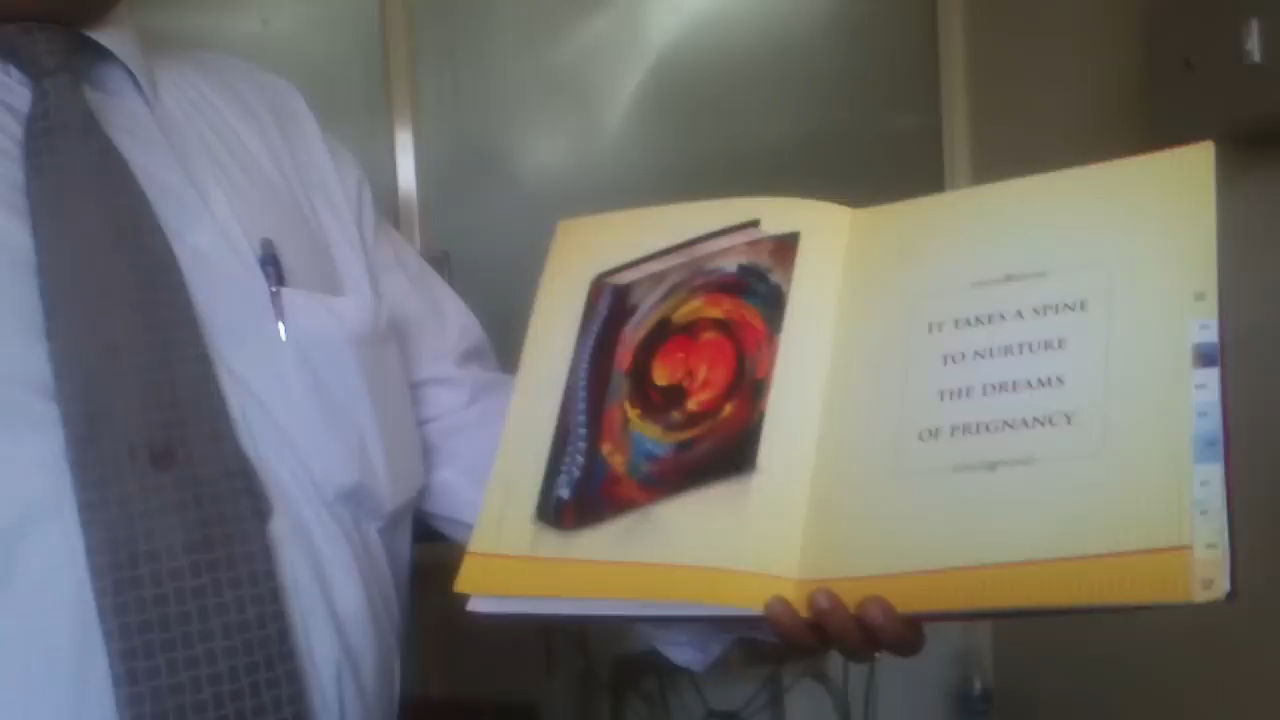 IT TAKES A SPINE
TO NURTURE
THE DREAMS
OF PREGNANCY